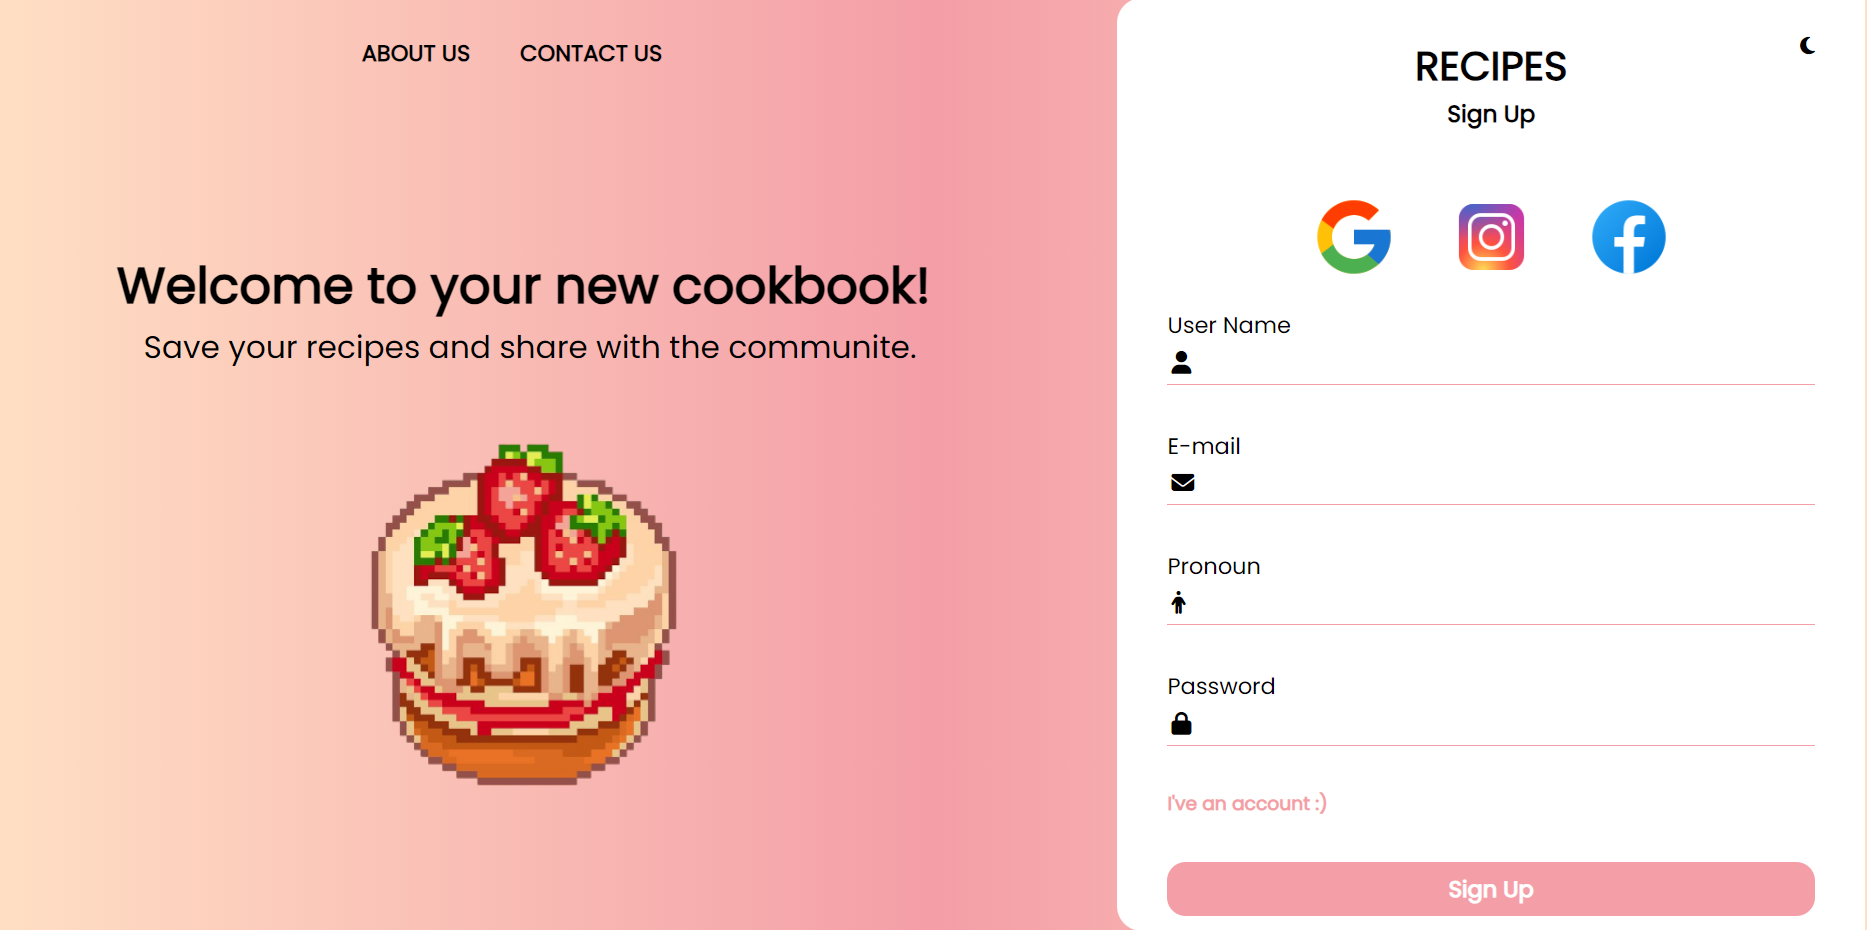 ABOUT US
CONTACT US
Welcome to your new cookbook!
Save your recipes and share with the communite.
RECIPES
Sign Up
User Name
E-mail
Pronoun
Password
I've an account :)
Sign Up